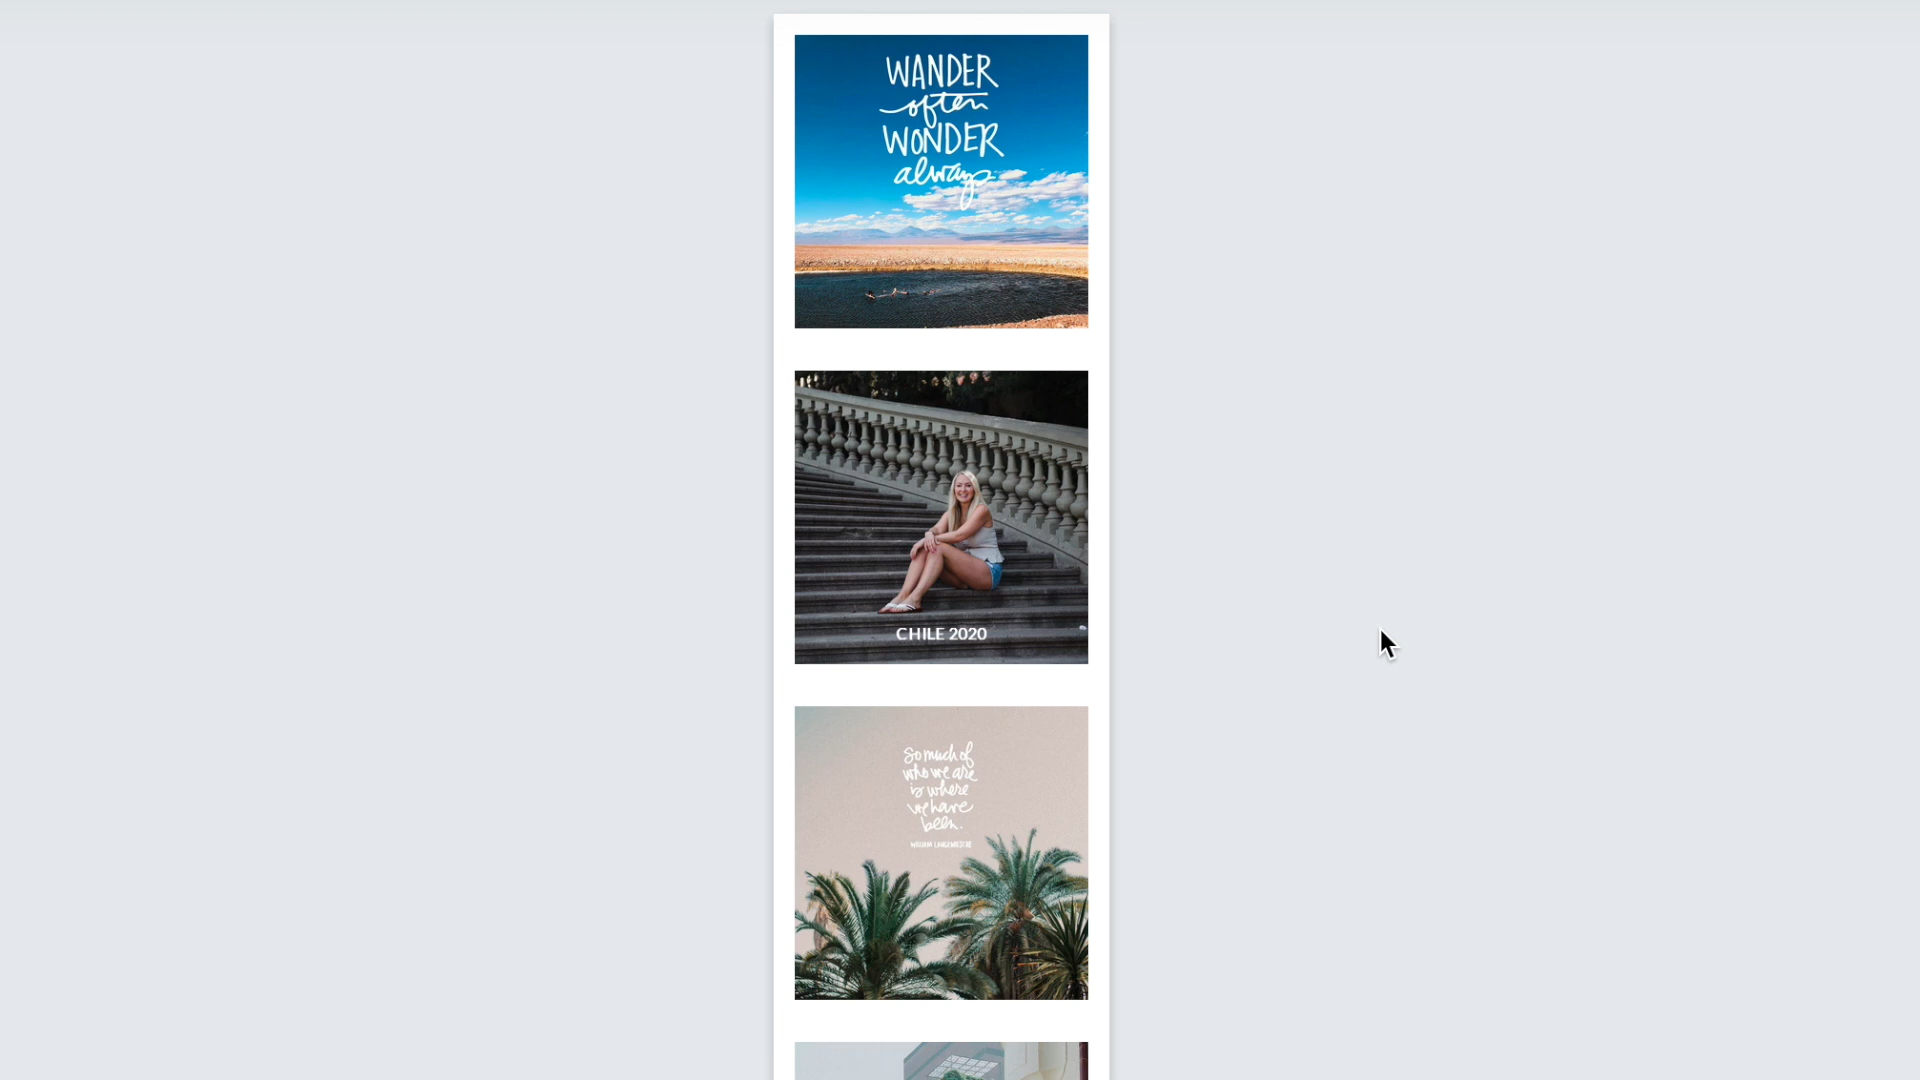 WANDER
often
WONDER
always
CHILE 2020
So much of
who we are
is where
we have
been.